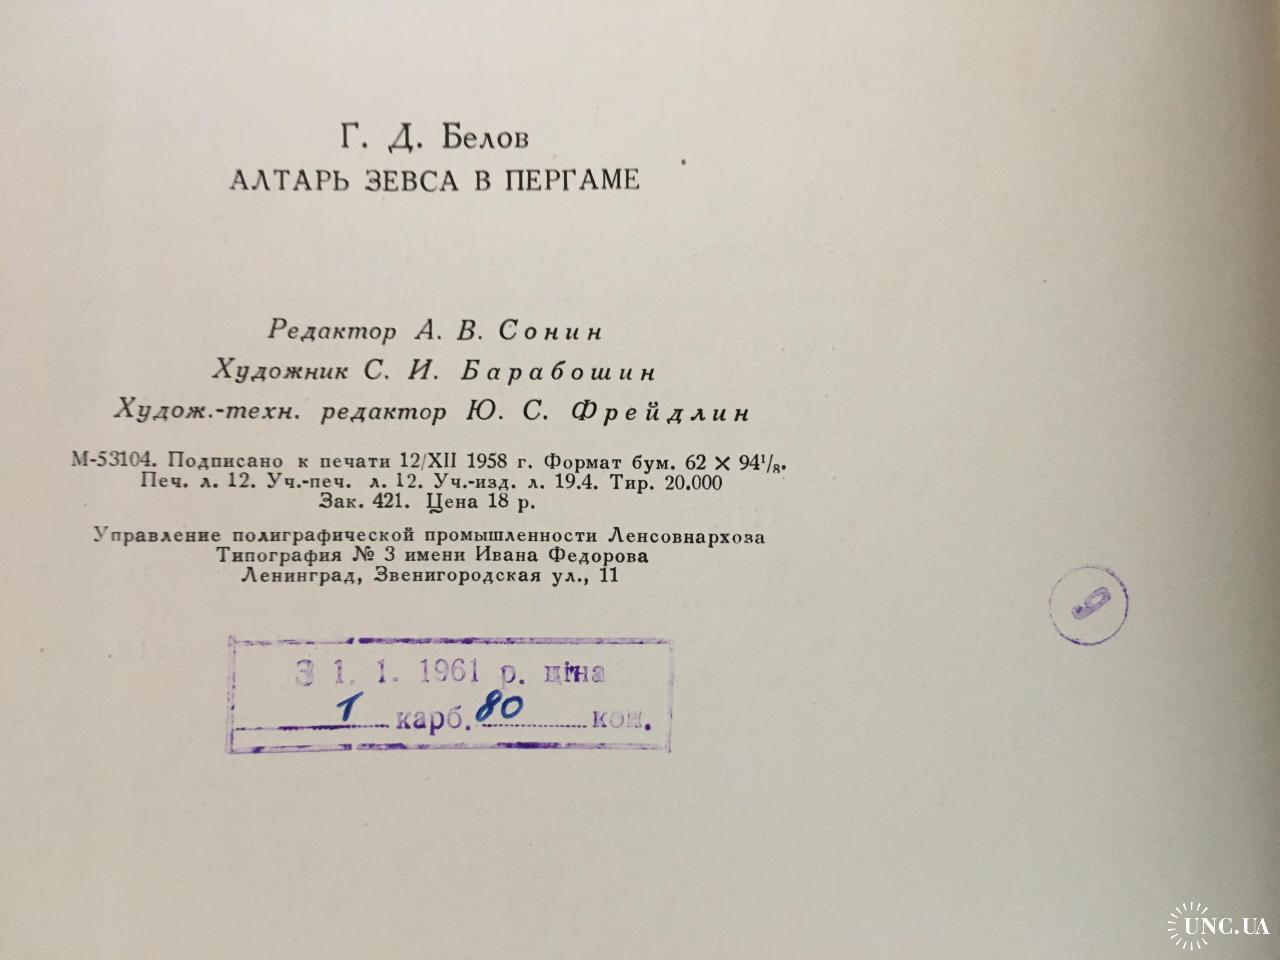 Г. Д. Белов
АЛТАРЬ ЗЕВСА В ПЕРГАМЕ
Редактор А. В. Сонин
Художник С. И. Барабошин
Худож.-техн. редактор Ю. С. Фрейдлин
М-53104. Подписано к печати 12/XII 1958 г. Формат бум. 62 × 94¹/₈.
Печ. л. 12. Уч.-печ. л. 12. Уч.-изд. л. 19.4. Тир. 20.000
Зак. 421. Цена 18 р.
Управление полиграфической промышленности Ленсовнархоза
Типография № 3 имени Ивана Федорова
Ленинград, Звенигородская ул., 11
9
З 1. 1. 1961 р. ціна
1 карб. 80 коп.
UNC.UA